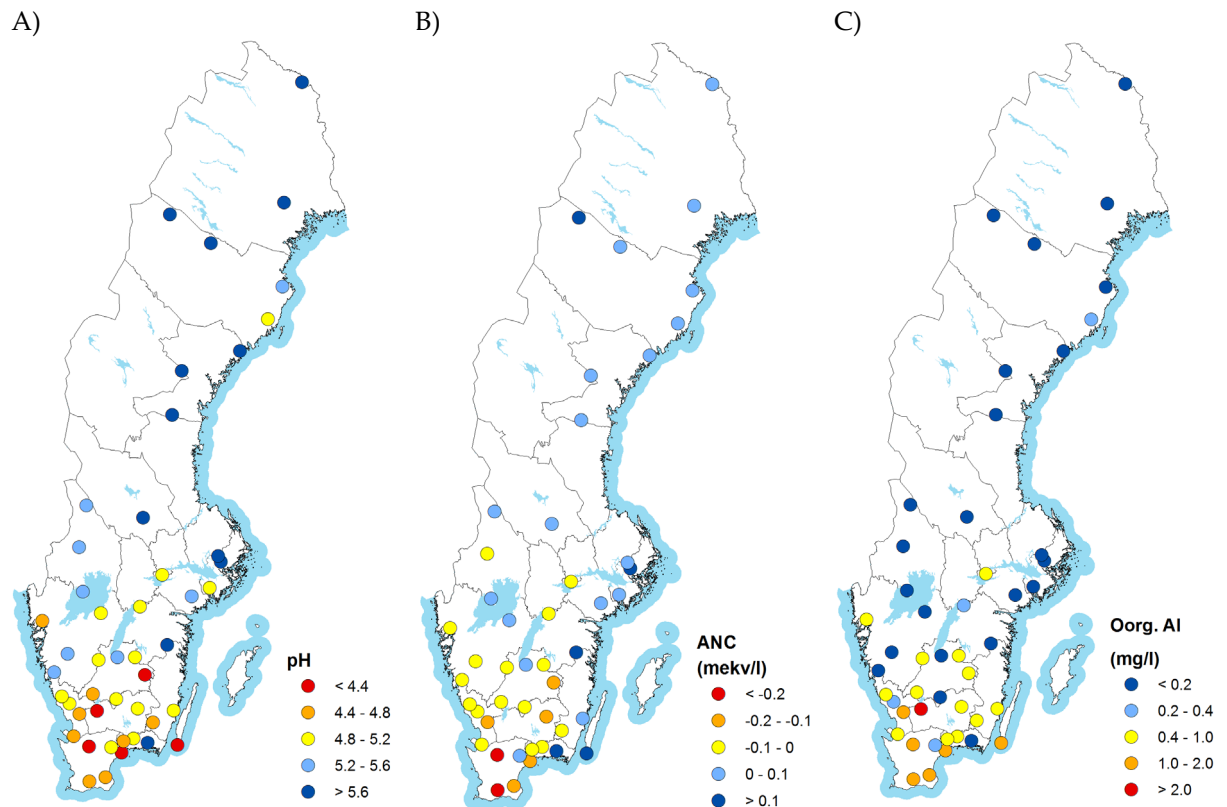 A)
B)
C)
pH
< 4.4
4.4 - 4.8
4.8 - 5.2
5.2 - 5.6
> 5.6
ANC
(mekv/l)
< -0.2
-0.2 - -0.1
-0.1 - 0
0 - 0.1
> 0.1
Oorg. Al
(mg/l)
< 0.2
0.2 - 0.4
0.4 - 1.0
1.0 - 2.0
> 2.0